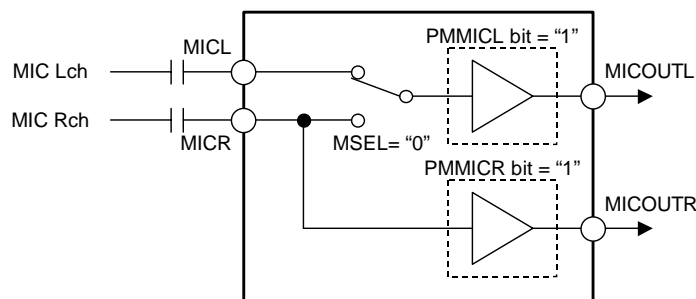 PMMICL bit = “1”
MICL
MICOUTL
MIC Lch
MIC Rch
MICR
MSEL= “0”
PMMICR bit = “1”
MICOUTR